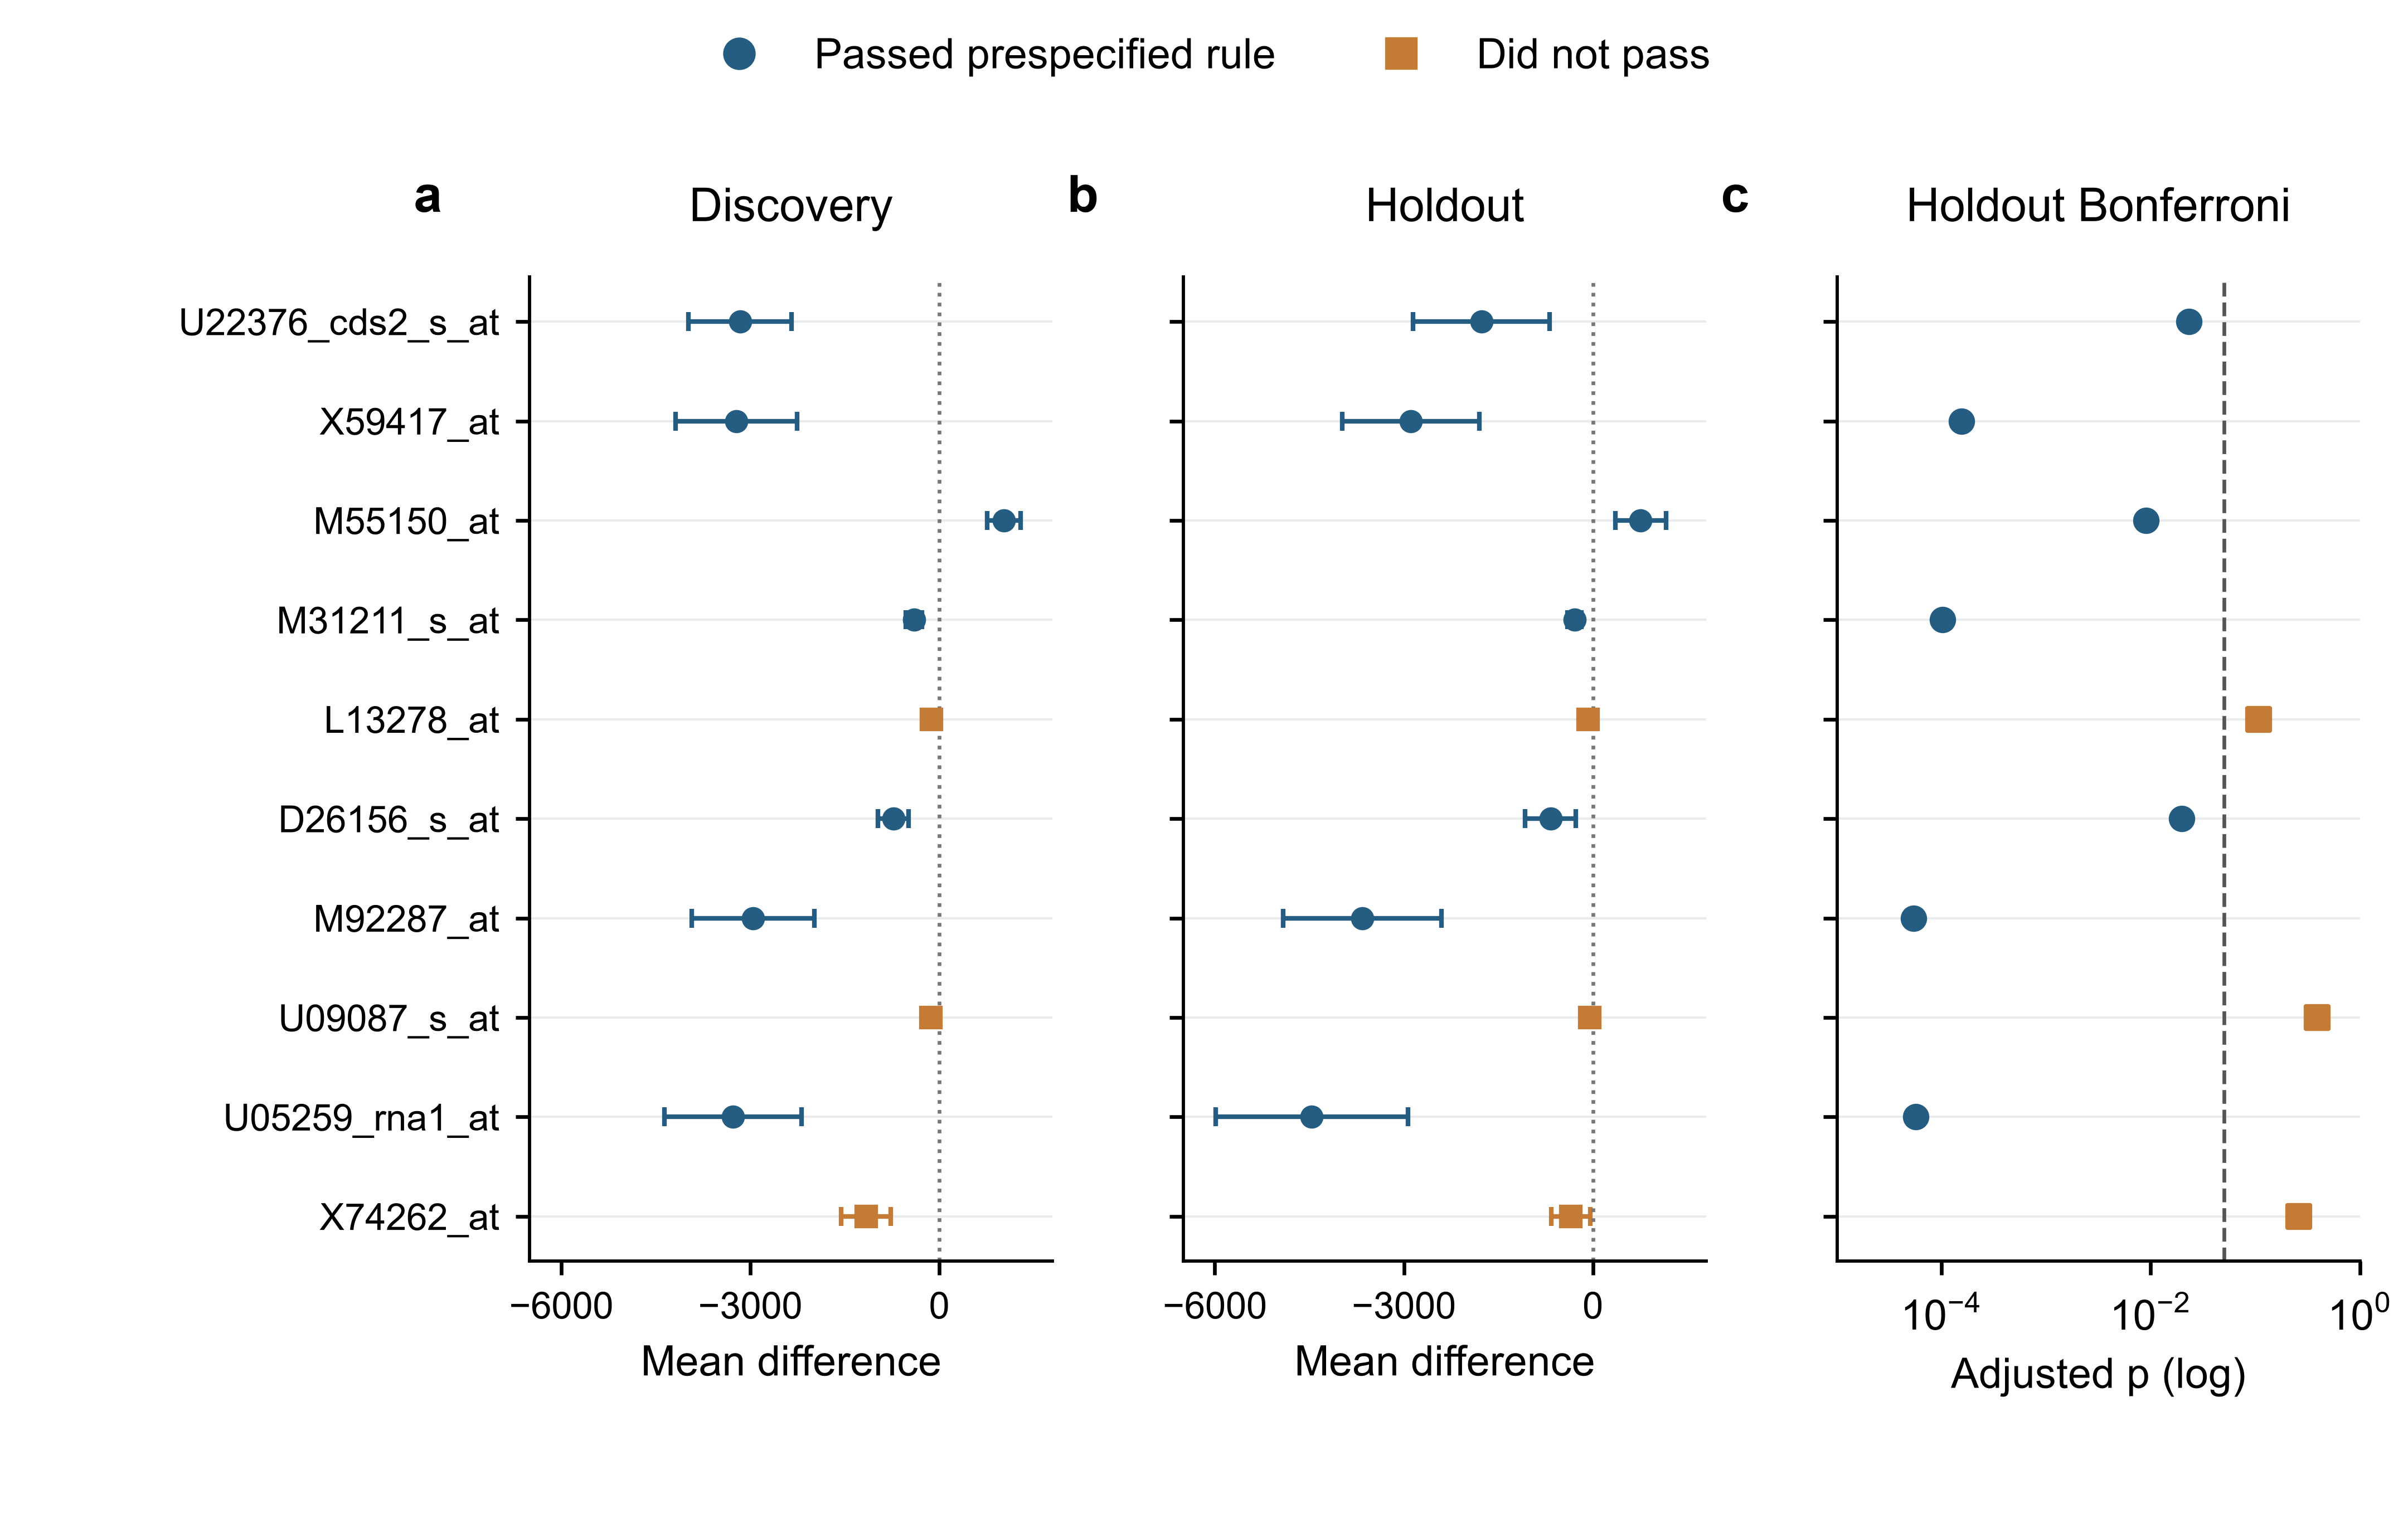 Passed prespecified rule
Did not pass
a
Discovery
b
Holdout
c
Holdout Bonferroni
U22376_cds2_s_at
X59417_at
M55150_at
M31211_s_at
L13278_at
D26156_s_at
M92287_at
U09087_s_at
U05259_rna1_at
X74262_at
−6000 −3000 0
Mean difference
−6000 −3000 0
Mean difference
10⁻⁴ 10⁻² 10⁰
Adjusted p (log)